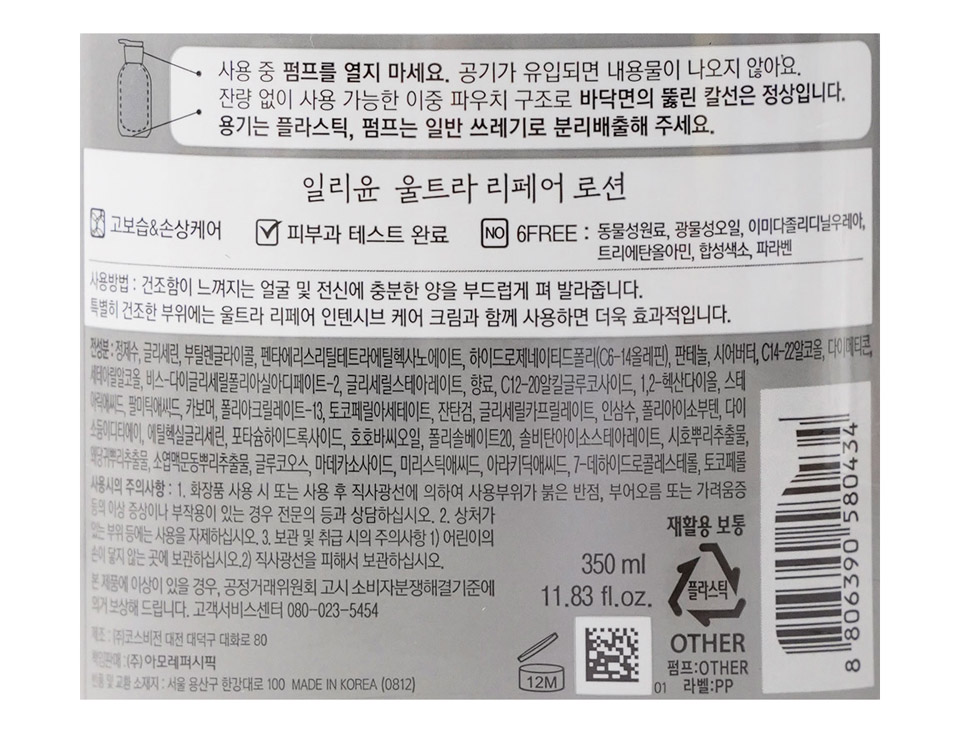 사용 중 펌프를 열지 마세요. 공기가 유입되면 내용물이 나오지 않아요.
잔량 없이 사용 가능한 이중 파우치 구조로 바닥면의 뚫린 칼선은 정상입니다.
용기는 플라스틱, 펌프는 일반 쓰레기로 분리배출해 주세요.
일리윤 울트라 리페어 로션
고보습&손상케어 피부과 테스트 완료 NO 6FREE : 동물성원료, 광물성오일, 이미다졸리디닐우레아,
트리에탄올아민, 합성색소, 파라벤
사용방법 : 건조함이 느껴지는 얼굴 및 전신에 충분한 양을 부드럽게 펴 발라줍니다.
특별히 건조한 부위에는 울트라 리페어 인텐시브 케어 크림과 함께 사용하면 더욱 효과적입니다.
전성분 : 정제수, 글리세린, 부틸렌글라이콜, 펜타에리스리틸테트라에틸헥사노에이트, 하이드로제네이티드폴리(C6-14올레핀), 판테놀, 시어버터, C14-22알코올, 다이메티콘,
세테아릴알코올, 비스-다이글리세릴폴리아실아디페이트-2, 글리세릴스테아레이트, 향료, C12-20알킬글루코사이드, 1,2-헥산다이올, 스테
아릭애씨드, 팔미틱애씨드, 카보머, 폴리아크릴레이트-13, 토코페릴아세테이트, 잔탄검, 글리세릴카프릴레이트, 인삼수, 폴리아이소부텐, 다이
소듐이디티에이, 에틸헥실글리세린, 포타슘하이드록사이드, 호호바씨오일, 폴리솔베이트20, 솔비탄아이소스테아레이트, 시호뿌리추출물,
왜당귀뿌리추출물, 소엽맥문동뿌리추출물, 글루코오스, 마데카소사이드, 미리스틱애씨드, 아라키딕애씨드, 7-데하이드로콜레스테롤, 토코페롤
사용시의 주의사항 : 1. 화장품 사용 시 또는 사용 후 직사광선에 의하여 사용부위가 붉은 반점, 부어오름 또는 가려움증
등의 이상 증상이나 부작용이 있는 경우 전문의 등과 상담하십시오. 2. 상처가
있는 부위 등에는 사용을 자제하십시오. 3. 보관 및 취급 시의 주의사항 1) 어린이의
손이 닿지 않는 곳에 보관하십시오.2) 직사광선을 피해서 보관하십시오.
본 제품에 이상이 있을 경우, 공정거래위원회 고시 소비자분쟁해결기준에
의거 보상해 드립니다. 고객서비스센터 080-023-5454
제조 : (주)코스비전 대전 대덕구 대화로 80
책임판매 : (주)아모레퍼시픽
반품 및 교환 소재지 : 서울 용산구 한강대로 100 MADE IN KOREA (0812)
350 ml
11.83 fl.oz.
12M
01
재활용 보통
플라스틱
OTHER
펌프:OTHER
라벨:PP
8 806390 580434